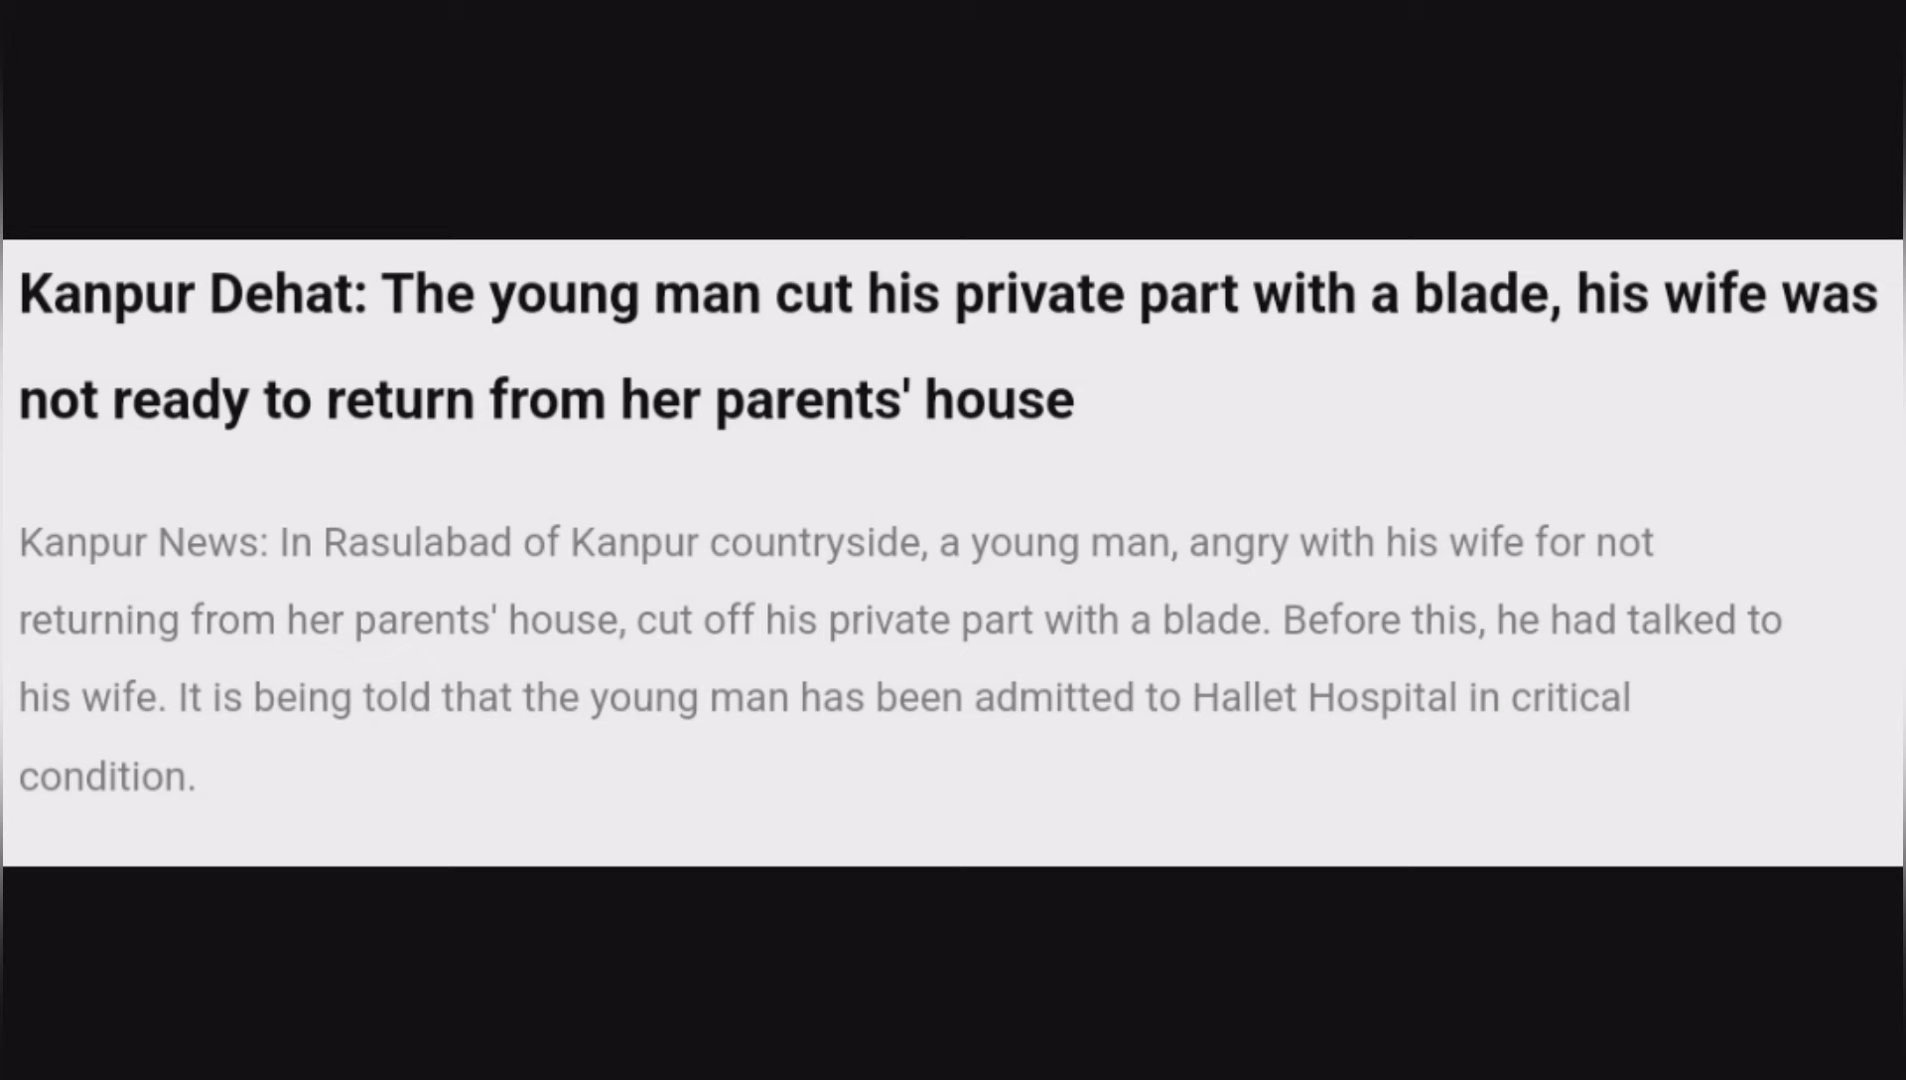 Kanpur Dehat: The young man cut his private part with a blade, his wife was
not ready to return from her parents' house
Kanpur News: In Rasulabad of Kanpur countryside, a young man, angry with his wife for not
returning from her parents' house, cut off his private part with a blade. Before this, he had talked to
his wife. It is being told that the young man has been admitted to Hallet Hospital in critical
condition.